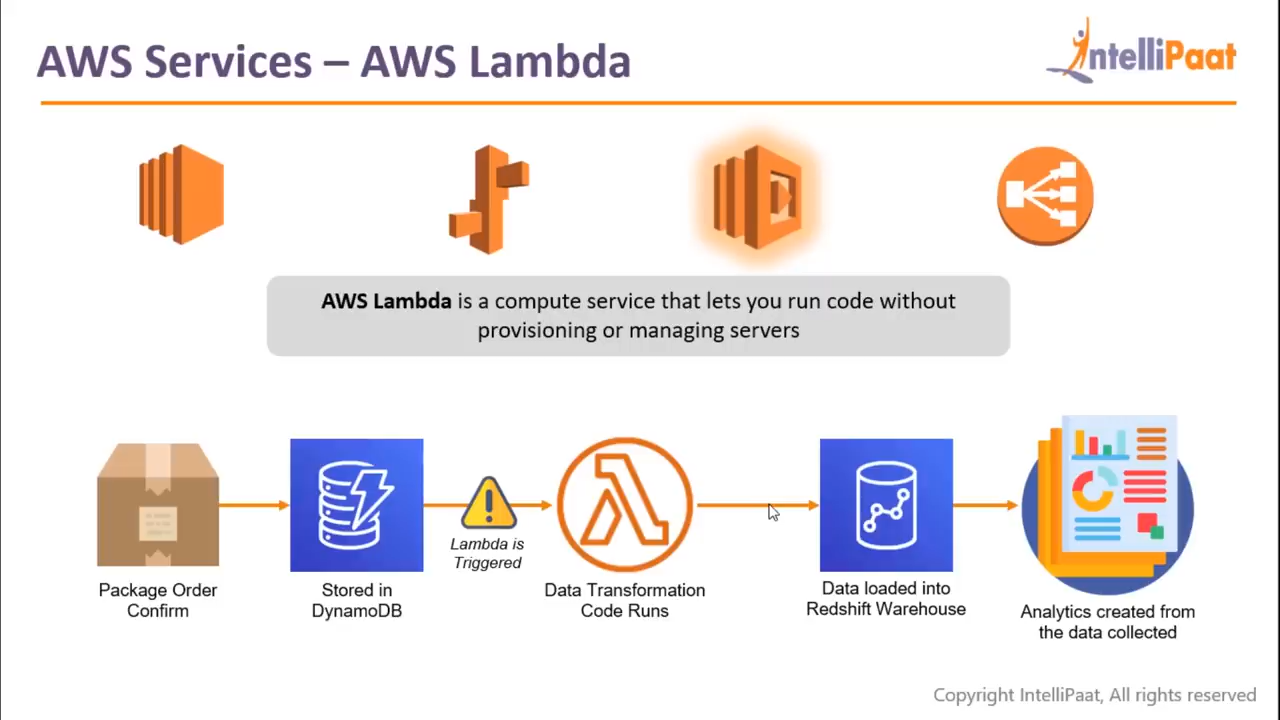 AWS Services – AWS Lambda
IntelliPaat
AWS Lambda is a compute service that lets you run code without
provisioning or managing servers
Lambda is
Triggered
Package Order
Confirm
Stored in
DynamoDB
Data Transformation
Code Runs
Data loaded into
Redshift Warehouse
Analytics created from
the data collected
Copyright IntelliPaat, All rights reserved